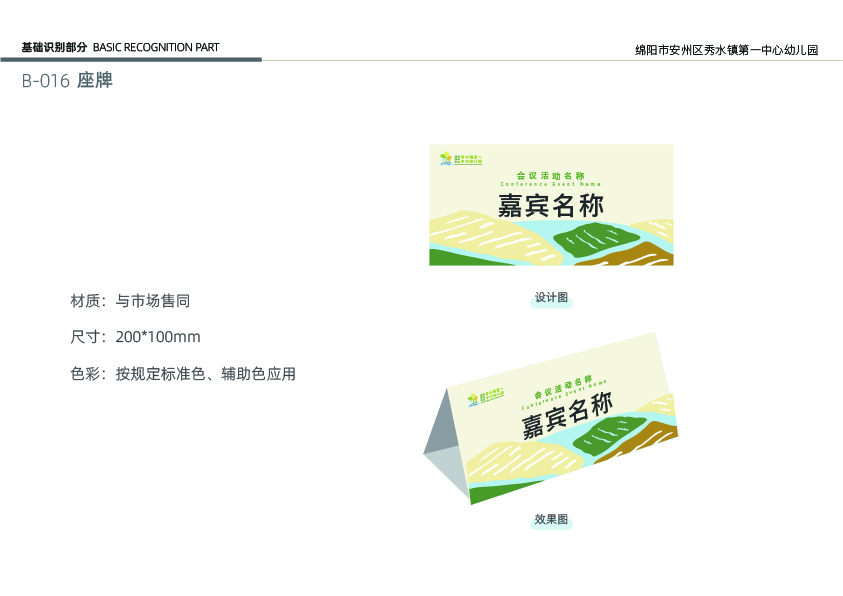 基础识别部分 BASIC RECOGNITION PART
绵阳市安州区秀水镇第一中心幼儿园
B-016 座牌
会议活动名称
Conference Event Name
嘉宾名称
设计图
材质：与市场售同
尺寸：200*100mm
色彩：按规定标准色、辅助色应用
会议活动名称
Conference Event Name
嘉宾名称
效果图